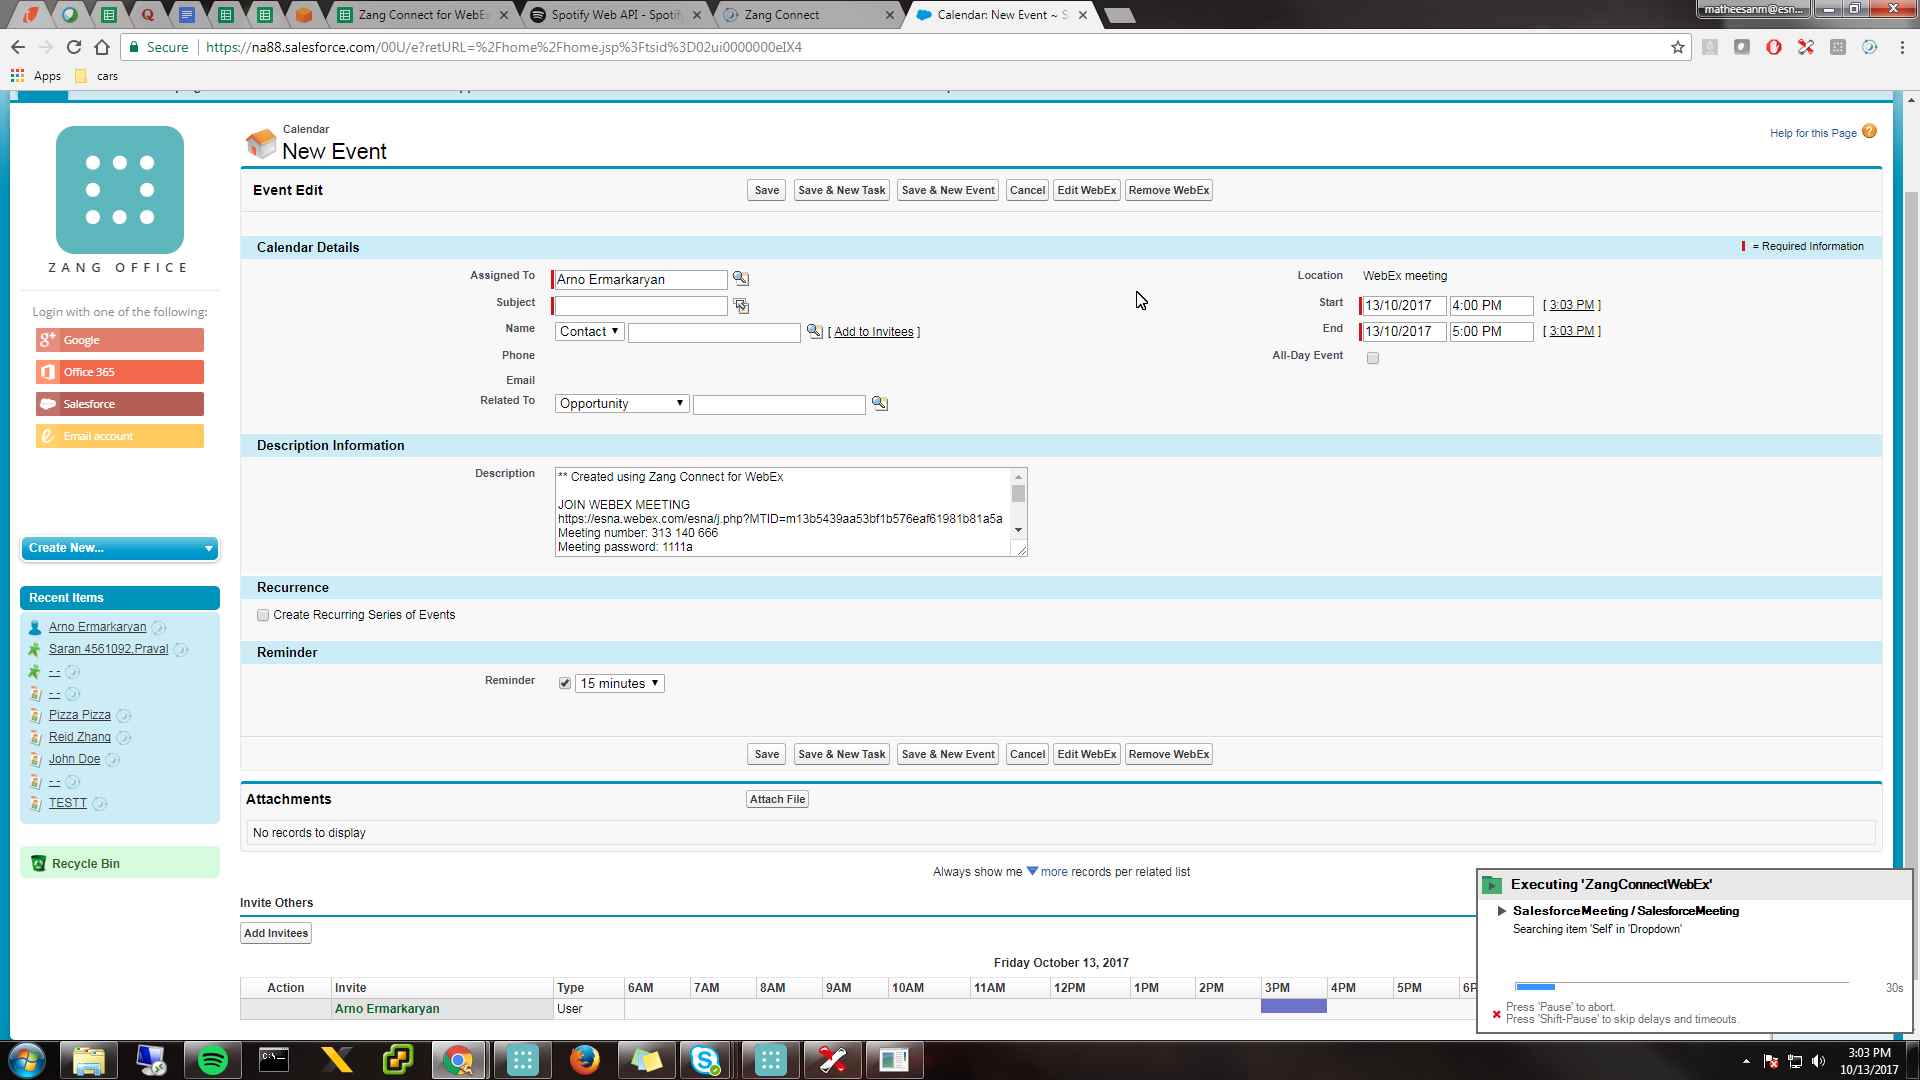 matheesanm@esn...
Zang Connect for WebEx
Spotify Web API - Spotify
Zang Connect
Calendar: New Event ~ S
Secure
https://na88.salesforce.com/00U/e?retURL=%2Fhome%2Fhome.jsp%3Ftsid%3D02ui0000000eIX4
Apps
cars
Calendar
New Event
Help for this Page
ZANG OFFICE
Login with one of the following:
Google
Office 365
Salesforce
Email account
Create New...
Recent Items
Arno Ermarkaryan
Saran 4561092,Praval
- -
- -
Pizza Pizza
Reid Zhang
John Doe
- -
TESTT
Recycle Bin
Event Edit
Save
Save & New Task
Save & New Event
Cancel
Edit WebEx
Remove WebEx
Calendar Details
= Required Information
Assigned To
Arno Ermarkaryan
Subject
Name
Contact
[ Add to Invitees ]
Phone
Email
Related To
Opportunity
Location
WebEx meeting
Start
13/10/2017
4:00 PM
[ 3:03 PM ]
End
13/10/2017
5:00 PM
[ 3:03 PM ]
All-Day Event
Description Information
Description
** Created using Zang Connect for WebEx
JOIN WEBEX MEETING
https://esna.webex.com/esna/j.php?MTID=m13b5439aa53bf1b576eaf61981b81a5a
Meeting number: 313 140 666
Meeting password: 1111a
Recurrence
Create Recurring Series of Events
Reminder
Reminder
15 minutes
Save
Save & New Task
Save & New Event
Cancel
Edit WebEx
Remove WebEx
Attachments
Attach File
No records to display
Always show me more records per related list
Invite Others
Add Invitees
Friday October 13, 2017
Action
Invite
Type
6AM
7AM
8AM
9AM
10AM
11AM
12PM
1PM
2PM
3PM
4PM
5PM
Arno Ermarkaryan
User
Executing 'ZangConnectWebEx'
SalesforceMeeting / SalesforceMeeting
Searching item 'Self' in 'Dropdown'
30s
Press 'Pause' to abort.
Press 'Shift-Pause' to skip delays and timeouts.
3:03 PM
10/13/2017